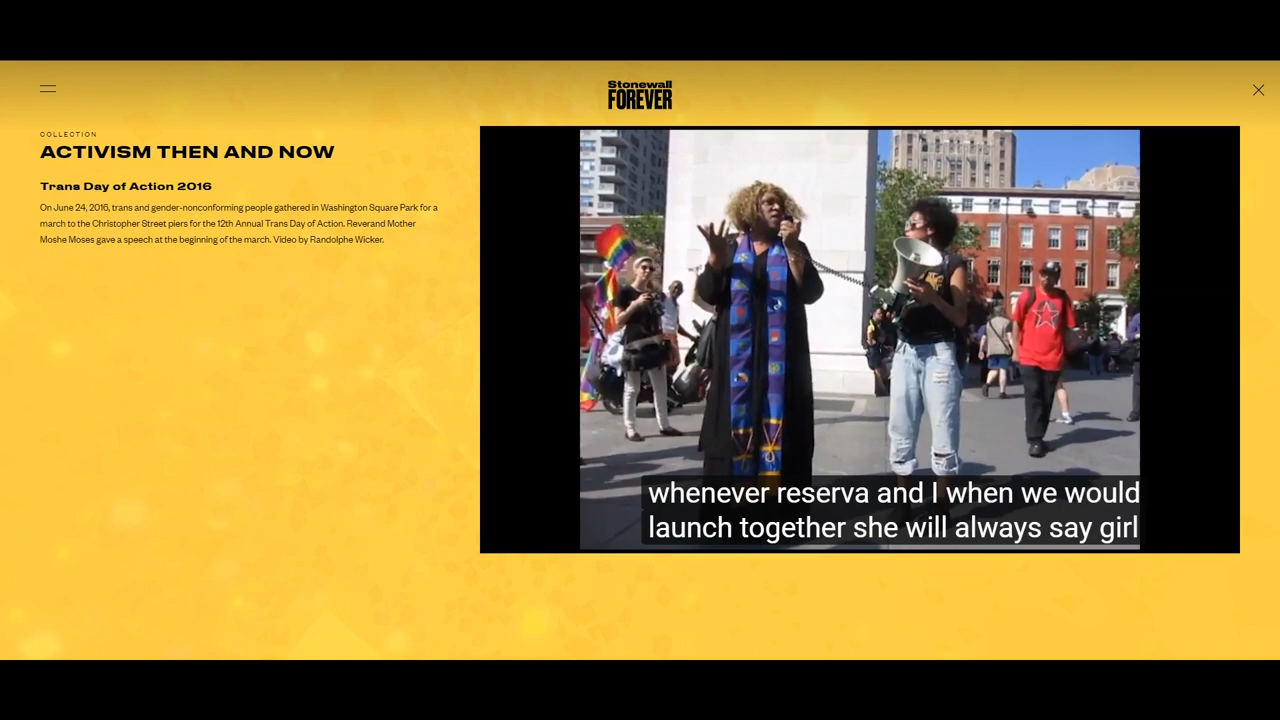 Stonewall
FOREVER
COLLECTION
ACTIVISM THEN AND NOW
Trans Day of Action 2016
On June 24, 2016, trans and gender-nonconforming people gathered in Washington Square Park for a
march to the Christopher Street piers for the 12th Annual Trans Day of Action. Reverand Mother
Moshe Moses gave a speech at the beginning of the march. Video by Randolphe Wicker.
whenever reserva and I when we would
launch together she will always say girl